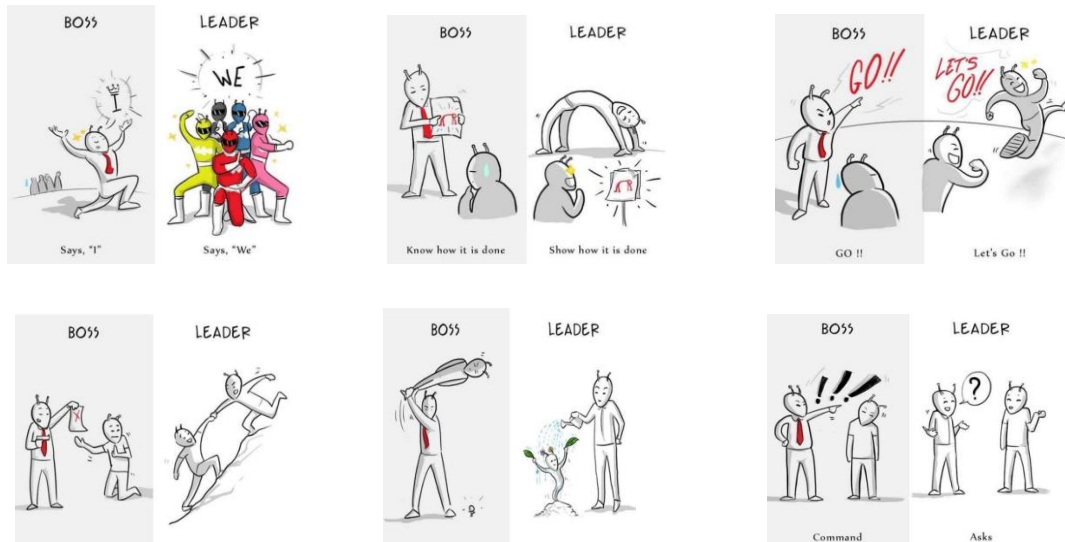 BOSS
LEADER
I
WE
Says, "I"
Says, "We"
BOSS
LEADER
Know how it is done
Show how it is done
BOSS
LEADER
GO!!
LET'S
GO!!
GO !!
Let's Go !!
BOSS
LEADER
X
BOSS
LEADER
z
BOSS
LEADER
!!!
?
Command
Asks